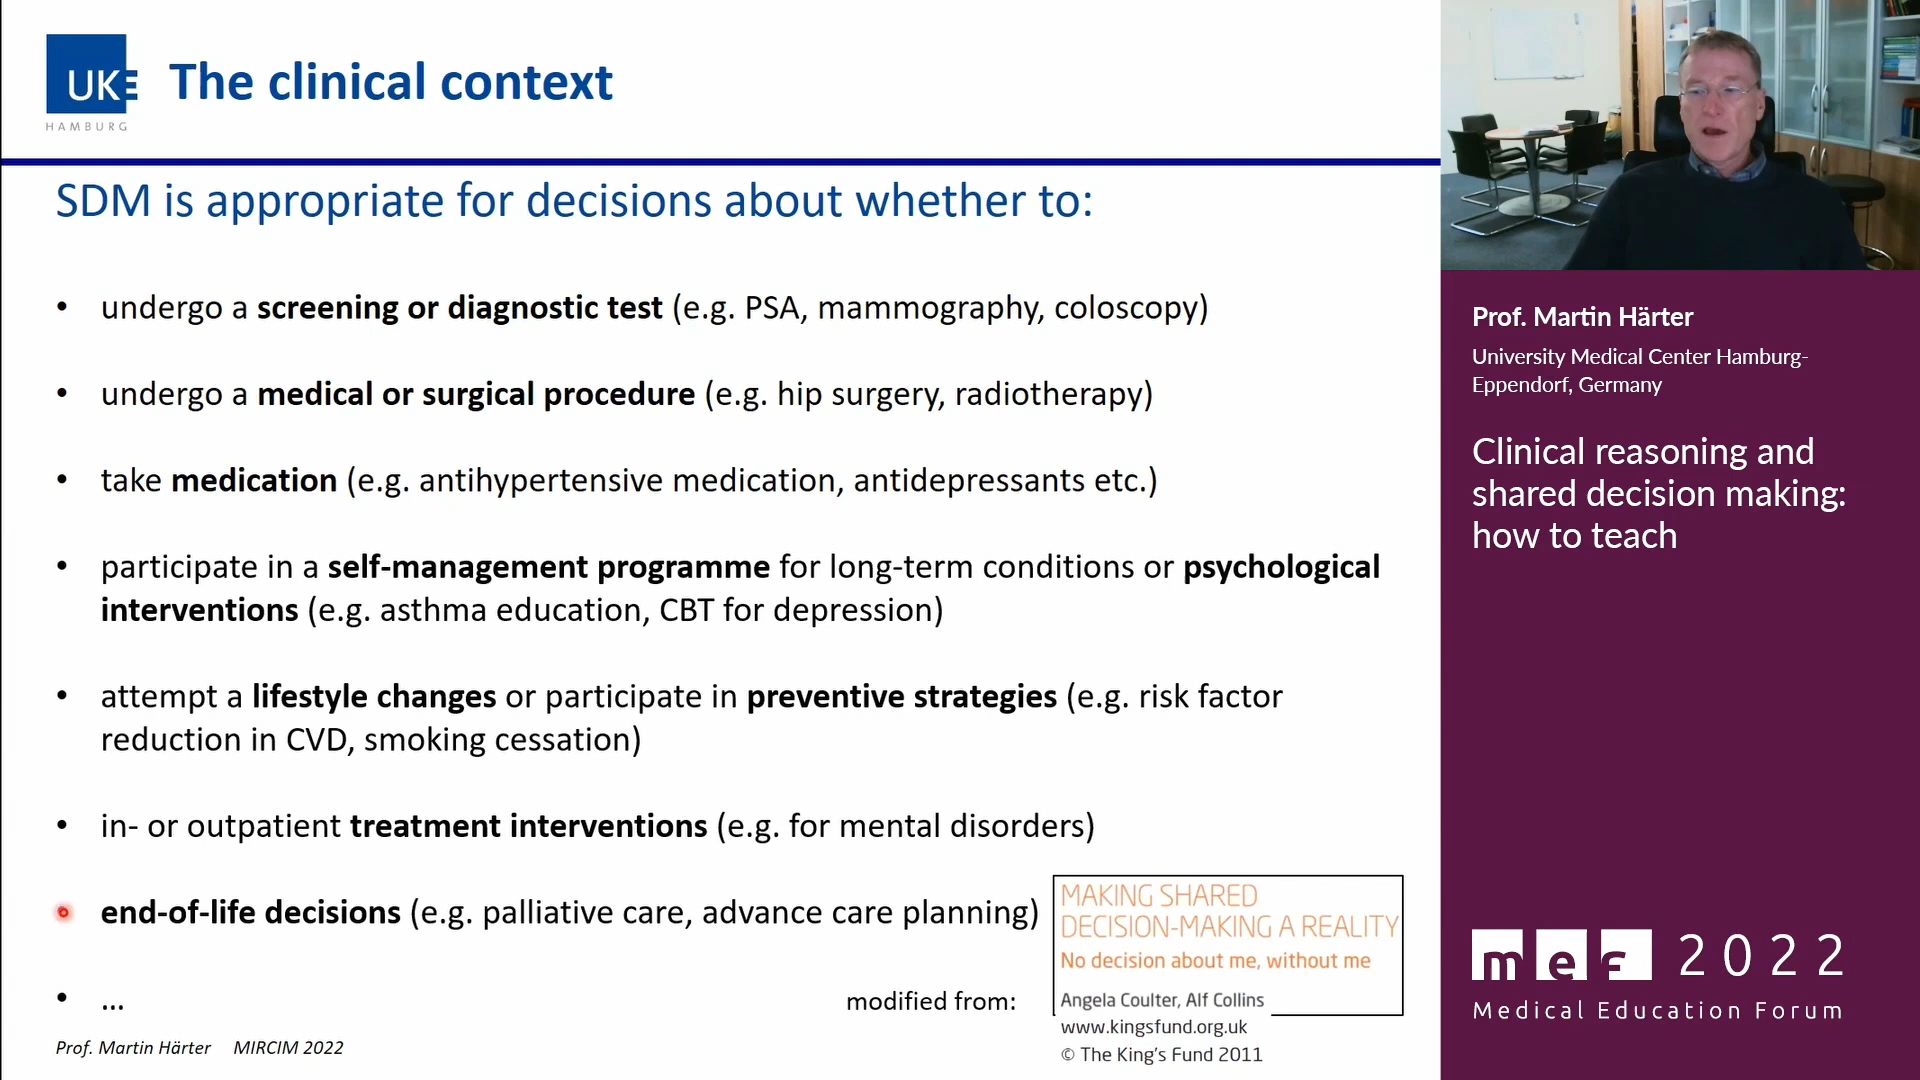 UKE
HAMBURG
The clinical context
SDM is appropriate for decisions about whether to:
• undergo a screening or diagnostic test (e.g. PSA, mammography, coloscopy)
• undergo a medical or surgical procedure (e.g. hip surgery, radiotherapy)
• take medication (e.g. antihypertensive medication, antidepressants etc.)
• participate in a self-management programme for long-term conditions or psychological
interventions (e.g. asthma education, CBT for depression)
• attempt a lifestyle changes or participate in preventive strategies (e.g. risk factor
reduction in CVD, smoking cessation)
• in- or outpatient treatment interventions (e.g. for mental disorders)
end-of-life decisions (e.g. palliative care, advance care planning)
• ...
modified from:
MAKING SHARED
DECISION-MAKING A REALITY
No decision about me, without me
Angela Coulter, Alf Collins
www.kingsfund.org.uk
© The King's Fund 2011
Prof. Martin Härter MIRCIM 2022
Prof. Martin Härter
University Medical Center Hamburg-
Eppendorf, Germany
Clinical reasoning and
shared decision making:
how to teach
mef 2022
Medical Education Forum